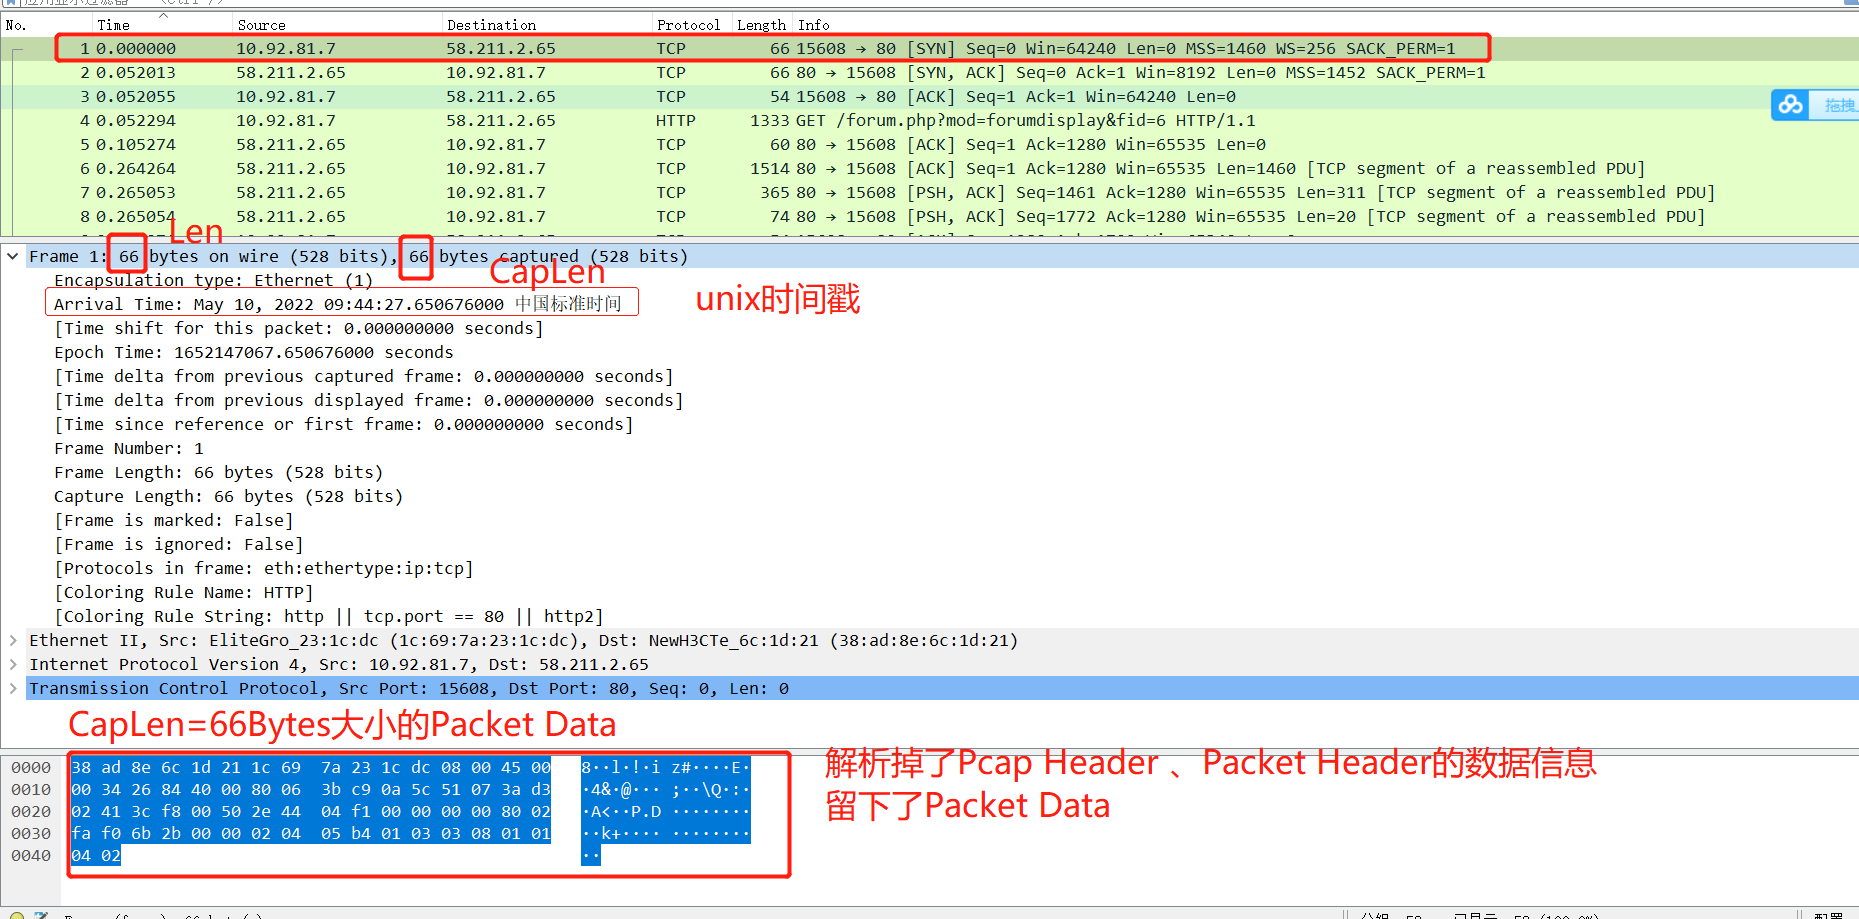 No. Time Source Destination Protocol Length Info
1 0.000000 10.92.81.7 58.211.2.65 TCP 66 15608 → 80 [SYN] Seq=0 Win=64240 Len=0 MSS=1460 WS=256 SACK_PERM=1
2 0.052013 58.211.2.65 10.92.81.7 TCP 66 80 → 15608 [SYN, ACK] Seq=0 Ack=1 Win=8192 Len=0 MSS=1452 SACK_PERM=1
3 0.052055 10.92.81.7 58.211.2.65 TCP 54 15608 → 80 [ACK] Seq=1 Ack=1 Win=64240 Len=0
4 0.052294 10.92.81.7 58.211.2.65 HTTP 1333 GET /forum.php?mod=forumdisplay&fid=6 HTTP/1.1
5 0.105274 58.211.2.65 10.92.81.7 TCP 60 80 → 15608 [ACK] Seq=1 Ack=1280 Win=65535 Len=0
6 0.264264 58.211.2.65 10.92.81.7 TCP 1514 80 → 15608 [ACK] Seq=1 Ack=1280 Win=65535 Len=1460 [TCP segment of a reassembled PDU]
7 0.265053 58.211.2.65 10.92.81.7 TCP 365 80 → 15608 [PSH, ACK] Seq=1461 Ack=1280 Win=65535 Len=311 [TCP segment of a reassembled PDU]
8 0.265054 58.211.2.65 10.92.81.7 TCP 74 80 → 15608 [PSH, ACK] Seq=1772 Ack=1280 Win=65535 Len=20 [TCP segment of a reassembled PDU]
拖拽
Len
Frame 1: 66 bytes on wire (528 bits), 66 bytes captured (528 bits)
CapLen
Encapsulation type: Ethernet (1)
Arrival Time: May 10, 2022 09:44:27.650676000 中国标准时间
unix时间戳
[Time shift for this packet: 0.000000000 seconds]
Epoch Time: 1652147067.650676000 seconds
[Time delta from previous captured frame: 0.000000000 seconds]
[Time delta from previous displayed frame: 0.000000000 seconds]
[Time since reference or first frame: 0.000000000 seconds]
Frame Number: 1
Frame Length: 66 bytes (528 bits)
Capture Length: 66 bytes (528 bits)
[Frame is marked: False]
[Frame is ignored: False]
[Protocols in frame: eth:ethertype:ip:tcp]
[Coloring Rule Name: HTTP]
[Coloring Rule String: http || tcp.port == 80 || http2]
Ethernet II, Src: EliteGro_23:1c:dc (1c:69:7a:23:1c:dc), Dst: NewH3CTe_6c:1d:21 (38:ad:8e:6c:1d:21)
Internet Protocol Version 4, Src: 10.92.81.7, Dst: 58.211.2.65
Transmission Control Protocol, Src Port: 15608, Dst Port: 80, Seq: 0, Len: 0
CapLen=66Bytes大小的Packet Data
0000 38 ad 8e 6c 1d 21 1c 69 7a 23 1c dc 08 00 45 00 8··l·!·i z#····E·
0010 00 34 26 84 40 00 80 06 3b c9 0a 5c 51 07 3a d3 ·4&·@··· ;··\Q·:·
0020 02 41 3c f8 00 50 2e 44 04 f1 00 00 00 00 80 02 ·A<··P.D ········
0030 fa f0 6b 2b 00 00 02 04 05 b4 01 03 03 08 01 01 ··k+···· ········
0040 04 02 ··
解析掉了Pcap Header 、Packet Header的数据信息
留下了Packet Data